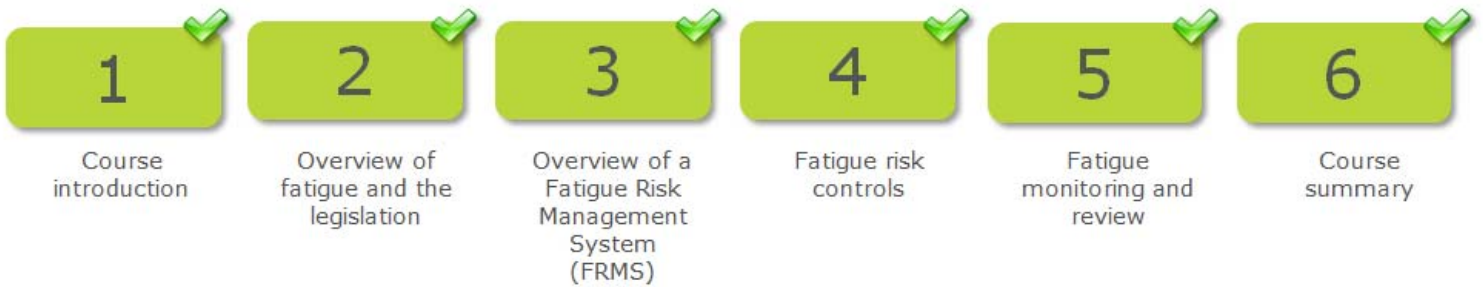 1
Course
introduction
2
Overview of
fatigue and the
legislation
3
Overview of a
Fatigue Risk
Management
System
(FRMS)
4
Fatigue risk
controls
5
Fatigue
monitoring and
review
6
Course
summary